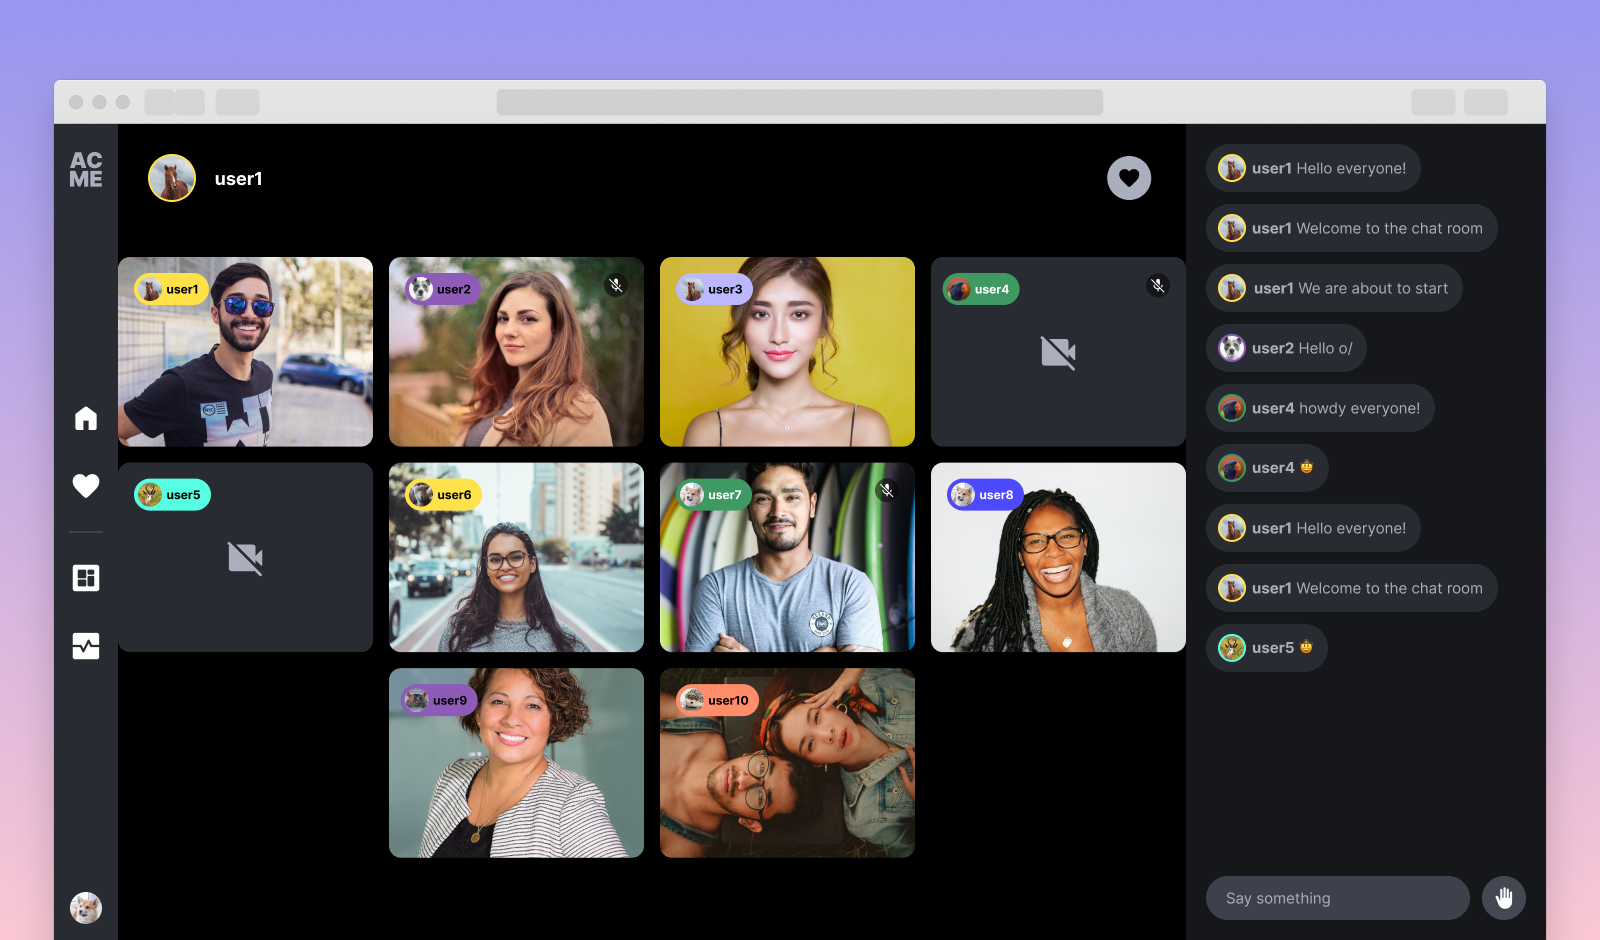 AC
ME
user1
user1
user2
user3
user4
user5
user6
user7
user8
user9
user10
user1 Hello everyone!
user1 Welcome to the chat room
user1 We are about to start
user2 Hello o/
user4 howdy everyone!
user4 🤠
user1 Hello everyone!
user1 Welcome to the chat room
user5 🤠
Say something